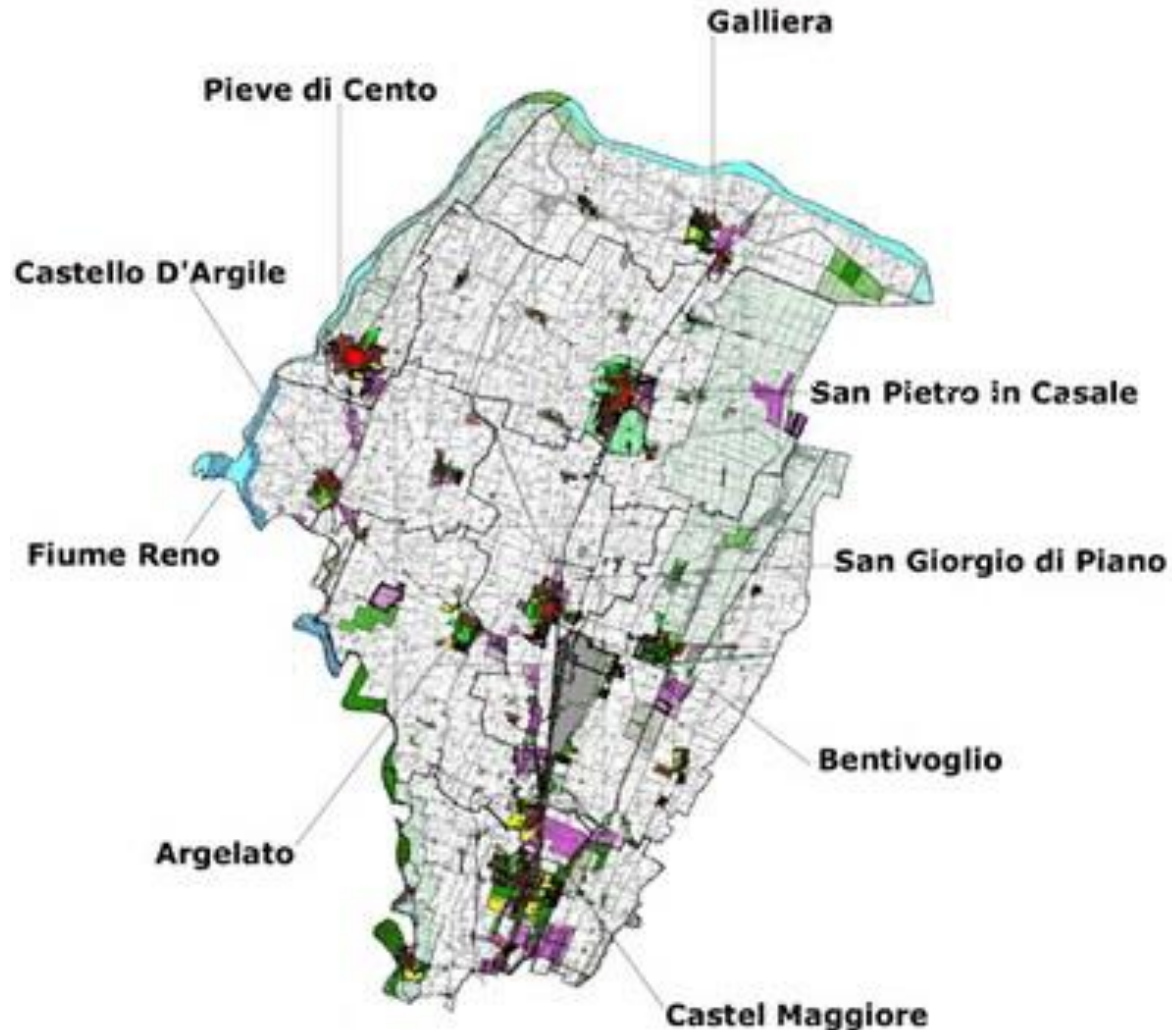 Galliera
Pieve di Cento
Castello D'Argile
San Pietro in Casale
Fiume Reno
San Giorgio di Piano
Bentivoglio
Argelato
Castel Maggiore